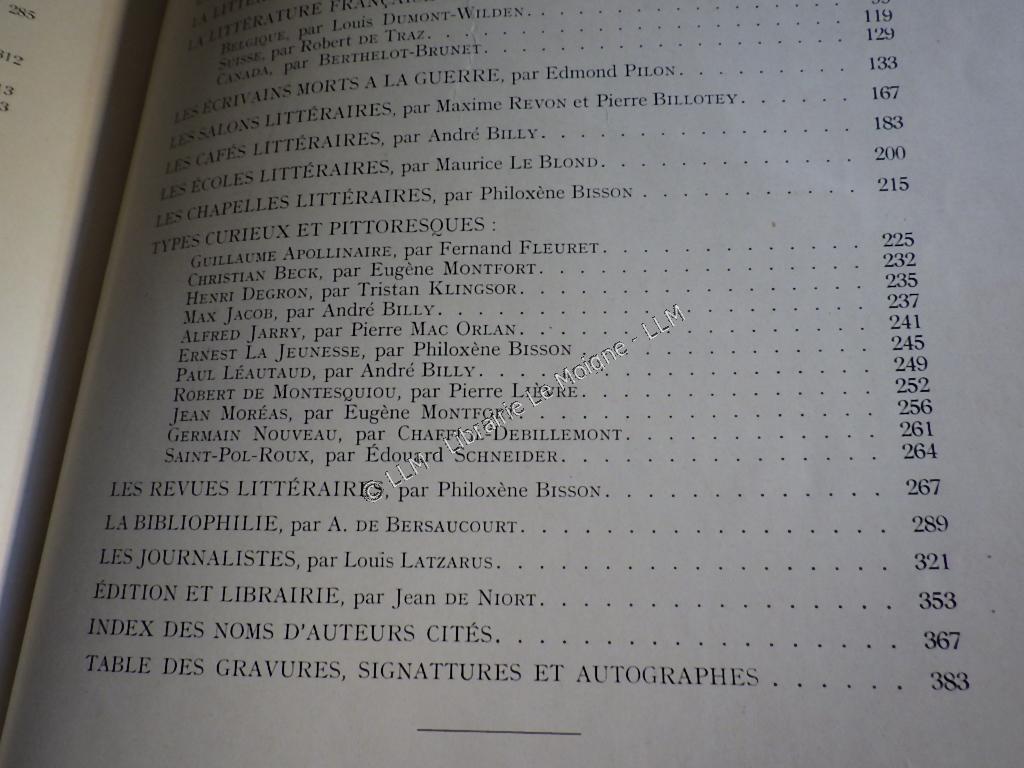 285
LA LITTÉRATURE FRANÇAIS
BELGIQUE, par Louis DUMONT-WILDEN. . . . . . . . . . . . 119
SUISSE, par Robert DE TRAZ. . . . . . . . . . . . 129
CANADA, par BERTHELOT-BRUNET. . . . . . . . . . . .
LES ÉCRIVAINS MORTS A LA GUERRE, par Edmond PILON. . . . . . . . . 133
LES SALONS LITTÉRAIRES, par Maxime REVON et Pierre BILLOTEY. . . . . . 167
LES CAFÉS LITTÉRAIRES, par André BILLY. . . . . . . . . . . . 183
LES ÉCOLES LITTÉRAIRES, par Maurice LE BLOND. . . . . . . . . . . 200
LES CHAPELLES LITTÉRAIRES, par Philoxène BISSON . . . . . . . . . 215
TYPES CURIEUX ET PITTORESQUES :
GUILLAUME APOLLINAIRE, par Fernand FLEURET. . . . . . . . . . . 225
CHRISTIAN BECK, par Eugène MONTFORT. . . . . . . . . . . . . 232
HENRI DEGRON, par Tristan KLINGSOR. . . . . . . . . . . . . 235
MAX JACOB, par André BILLY. . . . . . . . . . . . . . . . 237
ALFRED JARRY, par Pierre MAC ORLAN. . . . . . . . . . . . . 241
ERNEST LA JEUNESSE, par Philoxène BISSON . . . . . . . . . . . 245
PAUL LÉAUTAUD, par André BILLY. . . . . . . . . . . . . . . 249
ROBERT DE MONTESQUIOU, par Pierre LIÈVRE. . . . . . . . . . . . 252
JEAN MORÉAS, par Eugène MONTFORT. . . . . . . . . . . . . . 256
GERMAIN NOUVEAU, par CHAFFIOL-DEBILLEMONT. . . . . . . . . . . 261
SAINT-POL-ROUX, par Édouard SCHNEIDER. . . . . . . . . . . . . 264
LES REVUES LITTÉRAIRES, par Philoxène BISSON. . . . . . . . . . . 267
LA BIBLIOPHILIE, par A. DE BERSAUCOURT. . . . . . . . . . . . . 289
LES JOURNALISTES, par Louis LATZARUS. . . . . . . . . . . . . . 321
ÉDITION ET LIBRAIRIE, par Jean DE NIORT. . . . . . . . . . . . . 353
INDEX DES NOMS D'AUTEURS CITÉS. . . . . . . . . . . . . . . 367
TABLE DES GRAVURES, SIGNATTURES ET AUTOGRAPHES . . . . . . 383
© LLM - Librairie Le Moigne - LLM